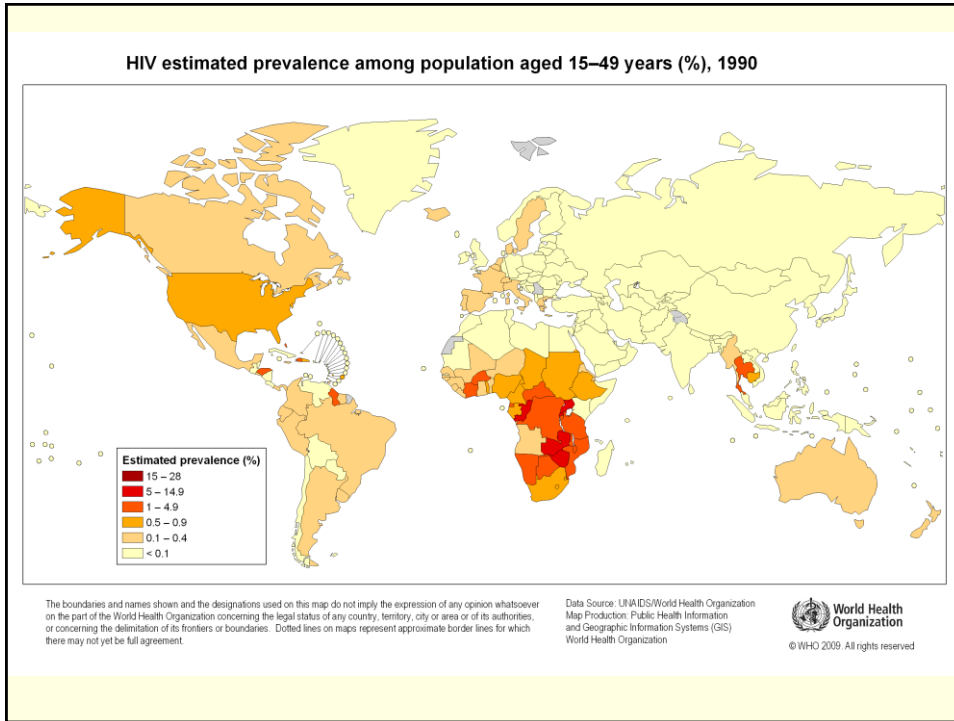 HIV estimated prevalence among population aged 15–49 years (%), 1990
Estimated prevalence (%)
15 – 28
5 – 14.9
1 – 4.9
0.5 – 0.9
0.1 – 0.4
< 0.1
The boundaries and names shown and the designations used on this map do not imply the expression of any opinion whatsoever
on the part of the World Health Organization concerning the legal status of any country, territory, city or area or of its authorities,
or concerning the delimitation of its frontiers or boundaries. Dotted lines on maps represent approximate border lines for which
there may not yet be full agreement.
Data Source: UNAIDS/World Health Organization
Map Production: Public Health Information
and Geographic Information Systems (GIS)
World Health Organization
World Health
Organization
© WHO 2009. All rights reserved